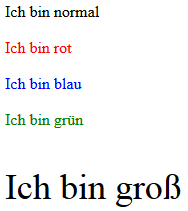 Ich bin normal
Ich bin rot
Ich bin blau
Ich bin grün
Ich bin groß